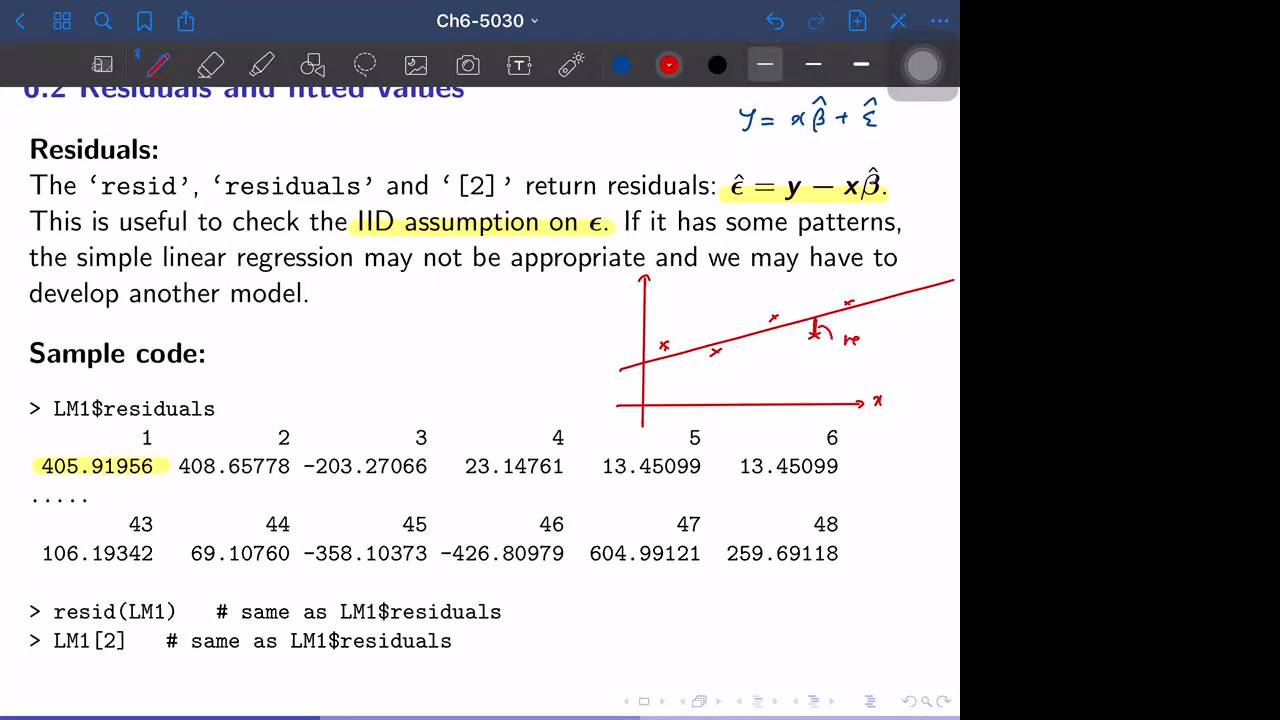 Ch6-5030
6.2 Residuals and fitted values
y = xβ̂ + ε̂
Residuals:
The ‘resid’, ‘residuals’ and ‘[2]’ return residuals: ϵ̂ = y − xβ̂.
This is useful to check the IID assumption on ϵ. If it has some patterns,
the simple linear regression may not be appropriate and we may have to
develop another model.
re
x
Sample code:
> LM1$residuals
1 2 3 4 5 6
405.91956 408.65778 -203.27066 23.14761 13.45099 13.45099
.....
43 44 45 46 47 48
106.19342 69.10760 -358.10373 -426.80979 604.99121 259.69118
> resid(LM1) # same as LM1$residuals
> LM1[2] # same as LM1$residuals